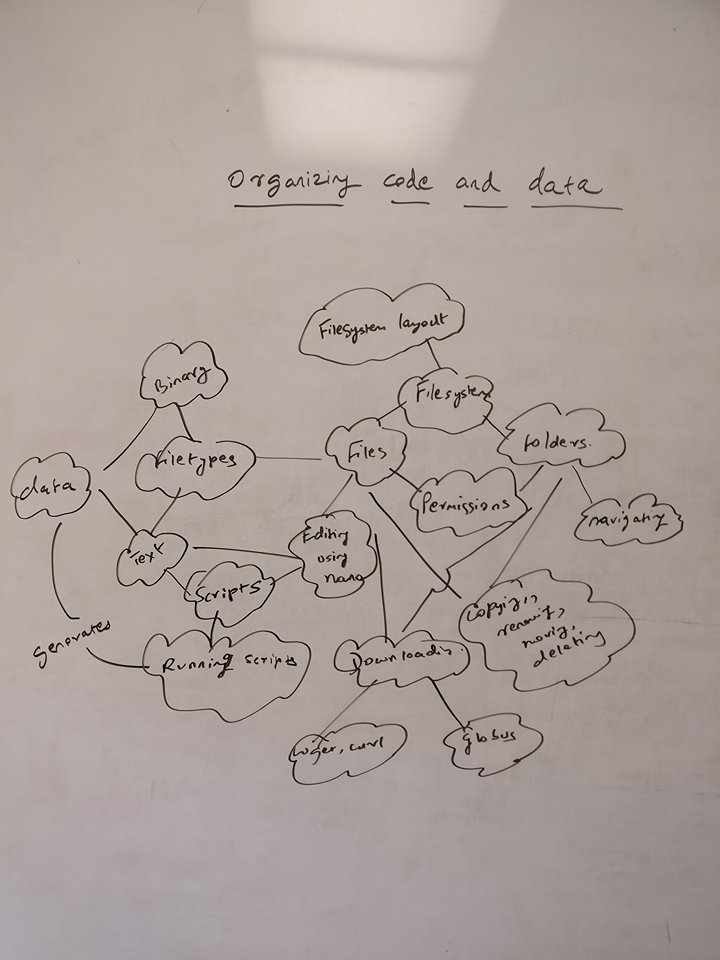 Organizing code and data
Filesystem layout
Binary
Filesystem
Filetypes
Files
folders.
data
Permissions
navigating
Text
Editing
using
nano
Scripts
Copying,
removing,
moving,
deleting
generates
Running scripts
Downloading.
wget, curl
globus